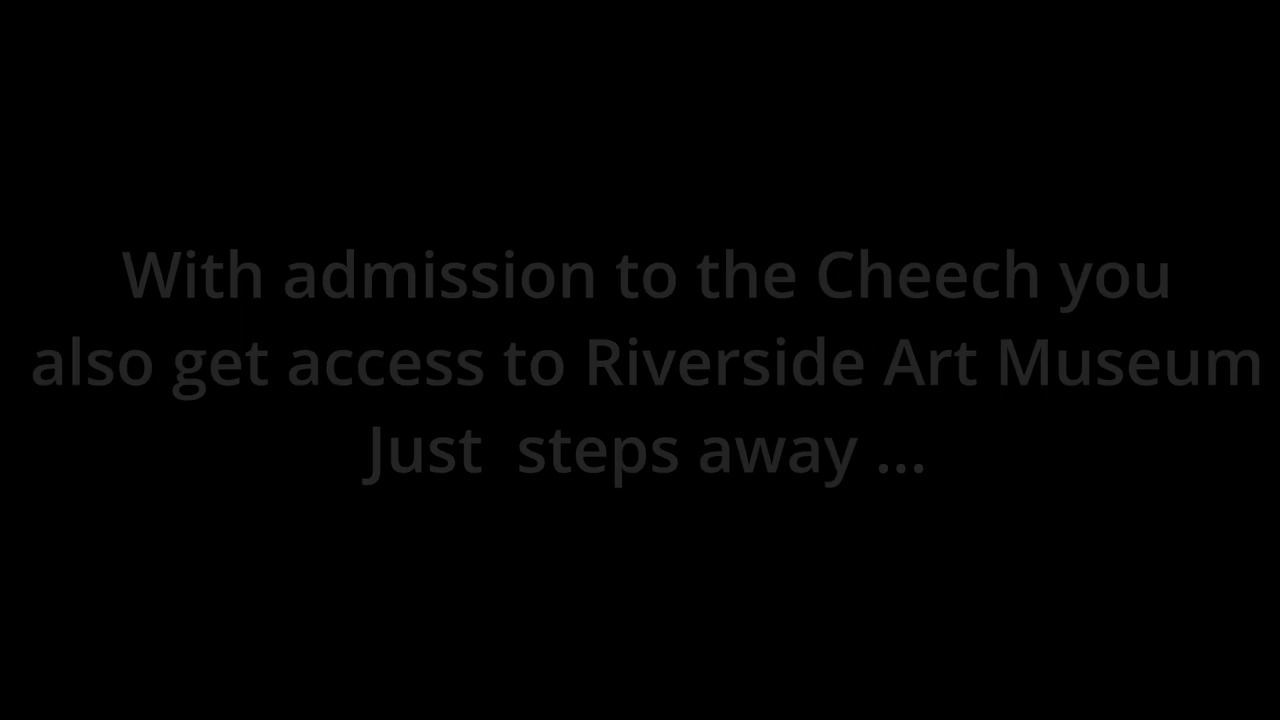 With admission to the Cheech you
also get access to Riverside Art Museum
Just  steps away ...